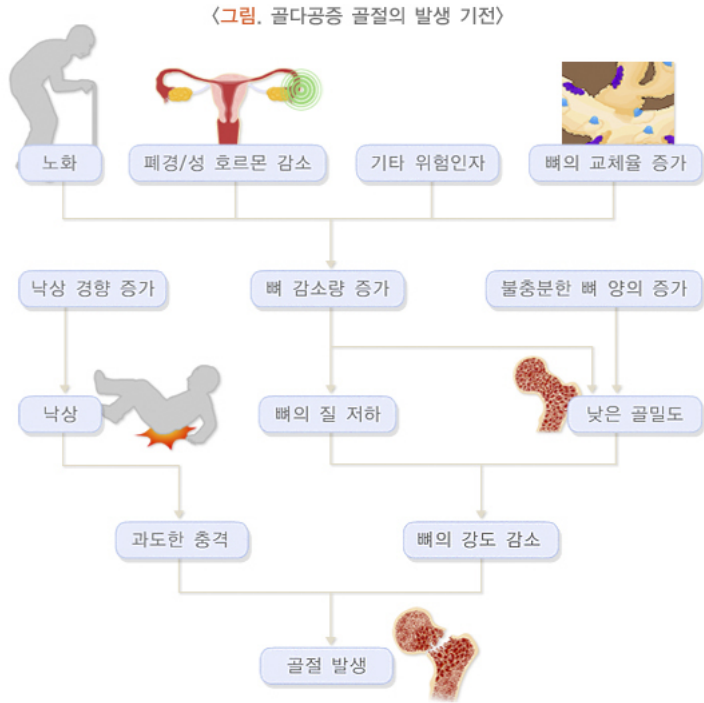 <그림. 골다공증 골절의 발생 기전>
노화
폐경/성 호르몬 감소
기타 위험인자
뼈의 교체율 증가
낙상 경향 증가
뼈 감소량 증가
불충분한 뼈 양의 증가
낙상
뼈의 질 저하
낮은 골밀도
과도한 충격
뼈의 강도 감소
골절 발생